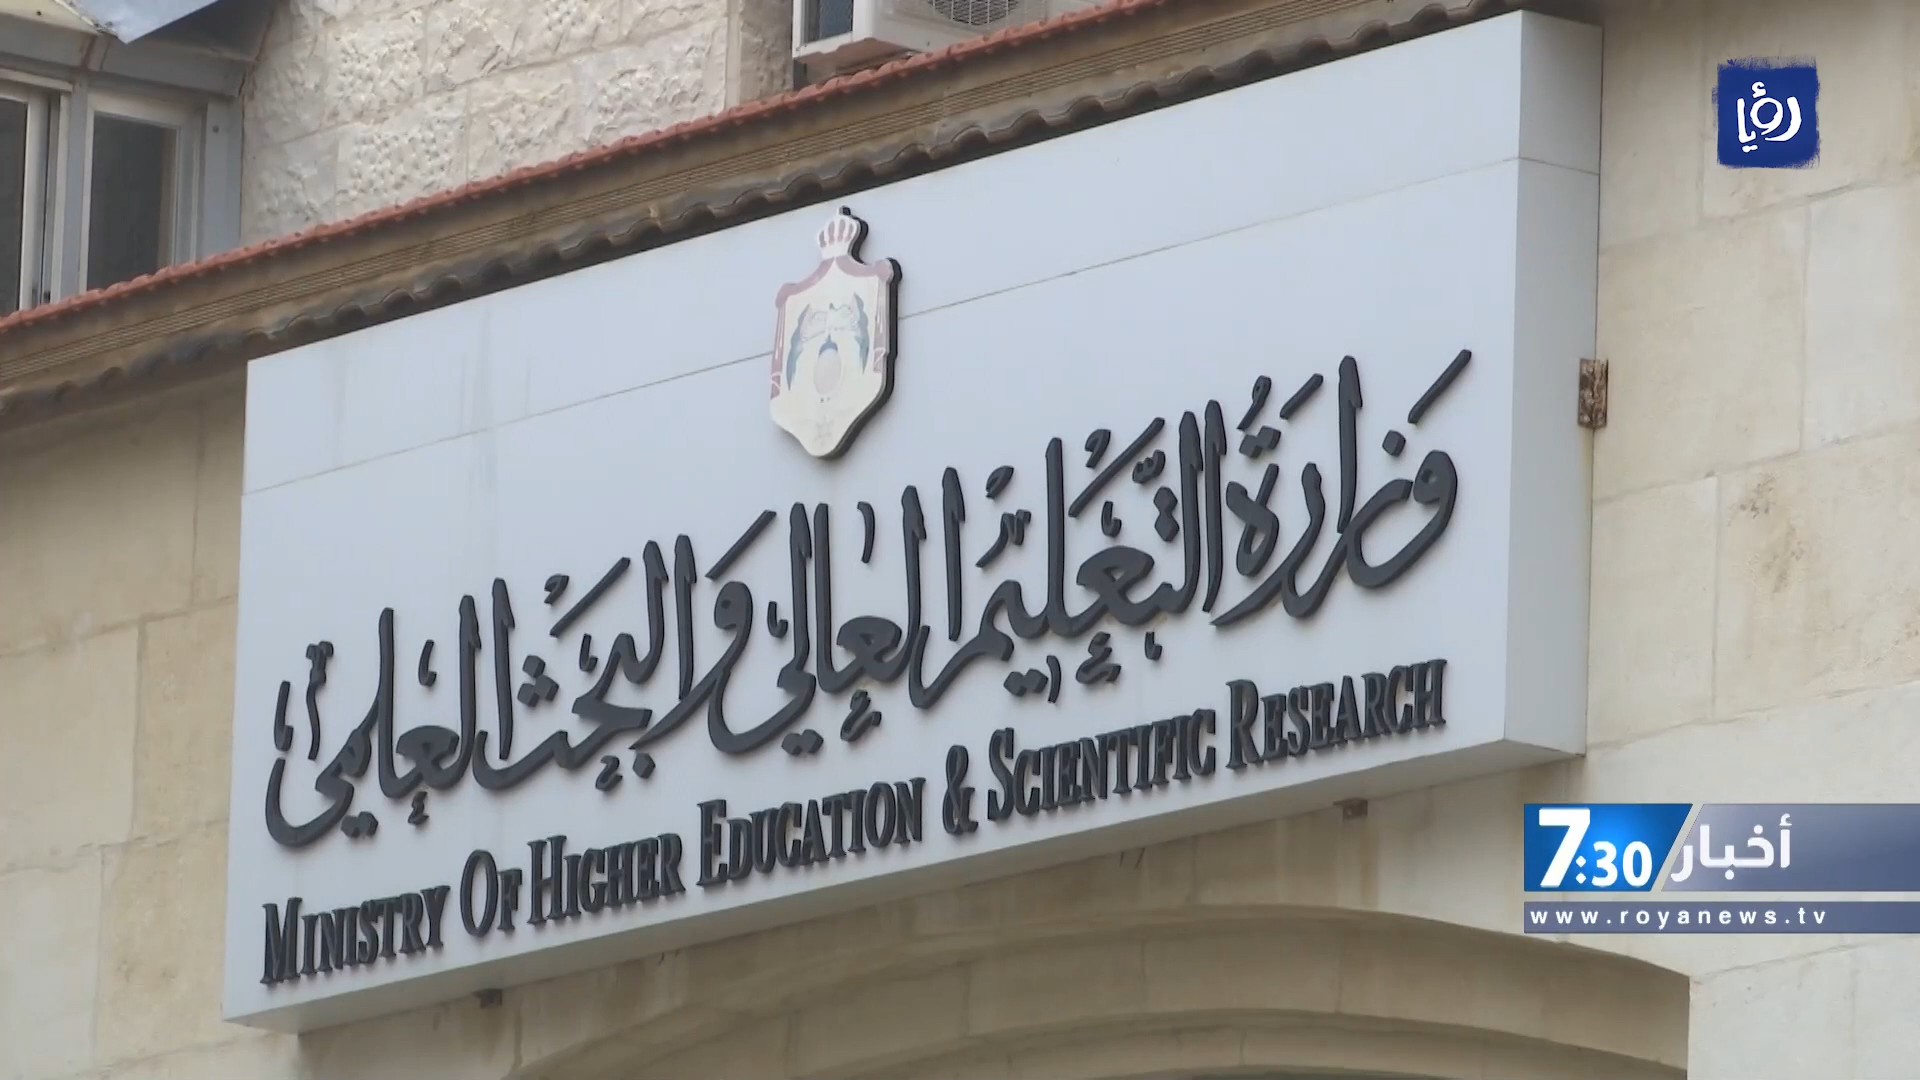 رؤيا
وزارة التعليم العالي والبحث العلمي
MINISTRY OF HIGHER EDUCATION & SCIENTIFIC RESEARCH
أخبار 7:30
www.royanews.tv